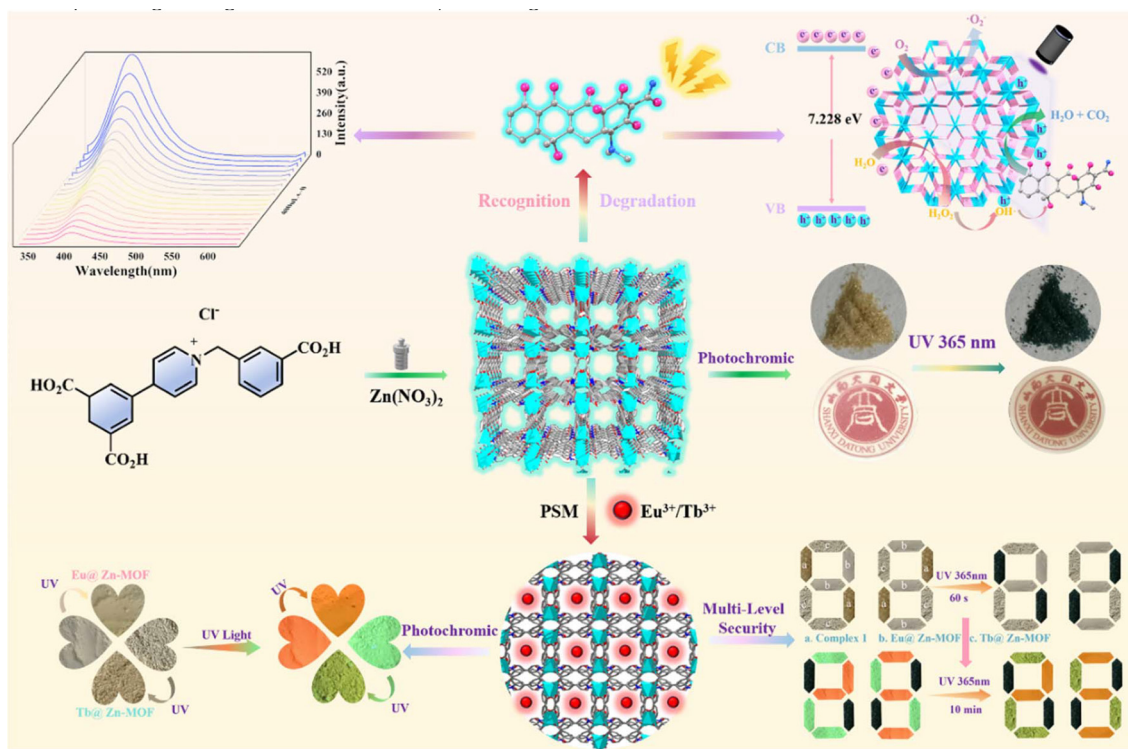 520
390
260
130
0
Intensity(a.u.)
350 400 450 500 550 600
Wavelength(nm)
Recognition Degradation
CB
e⁻ e⁻ e⁻ e⁻ e⁻
e⁻
7.228 eV
VB
h⁺ h⁺ h⁺ h⁺ h⁺
O₂
·O₂⁻
h⁺
H₂O + CO₂
H₂O
H₂O₂
OH·
Cl⁻
N⁺
CO₂H
HO₂C
CO₂H
Zn(NO₃)₂
Photochromic
UV 365 nm
SHANXI DATONG UNIVERSITY
SHANXI DATONG UNIVERSITY
PSM
Eu³⁺/Tb³⁺
Eu@ Zn-MOF
UV
UV
Tb@ Zn-MOF
UV Light
UV
UV
Photochromic
Multi-Level
Security
c b
a b c a
b b
c a a c
b b
UV 365nm
60 s
a. Complex 1 b. Eu@ Zn-MOF c. Tb@ Zn-MOF
UV 365nm
10 min